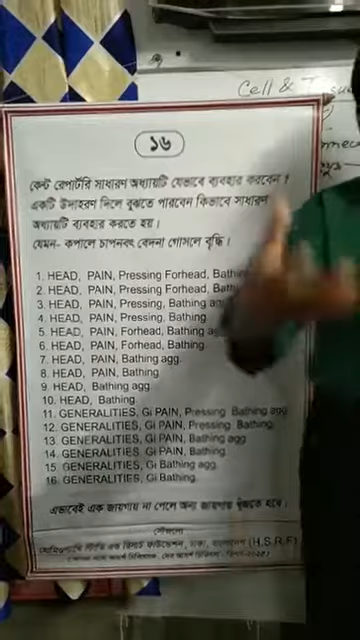 Cell &
১৬
কেন্ট রেপার্টরি সাধারণ অধ্যায়টি যেভাবে ব্যবহার করবেন ?
একটি উদাহরণ দিলে বুঝতে পারবেন কিভাবে সাধারণ
অধ্যায়টি ব্যবহার করতে হয়।
যেমন- কপালে চাপনবৎ বেদনা গোসলে বৃদ্ধি।
1. HEAD, PAIN, Pressing Forhead,
2. HEAD, PAIN, Pressing Forhead,
3. HEAD, PAIN, Pressing, Bathing
4. HEAD, PAIN, Pressing, Bathing.
5. HEAD, PAIN, Forhead, Bathing
6. HEAD, PAIN, Forhead, Bathing.
7. HEAD, PAIN, Bathing agg.
8. HEAD, PAIN, Bathing
9. HEAD, Bathing agg.
10. HEAD, Bathing.
11. GENERALITIES, Gi PAIN, Pressing Bathing agg
12. GENERALITIES, Gi PAIN, Pressing Bathing.
13 GENERALITIES, Gi PAIN, Bathing agg
14. GENERALITIES, Gi PAIN, Bathing.
15 GENERALITIES, Gi Bathing agg.
16. GENERALITIES, Gi Bathing.
এভাবেই এক জায়গায় না পেলে অন্য জায়গায় খুঁজতে হবে।
সৌজন্যে
(H.S.R.F)